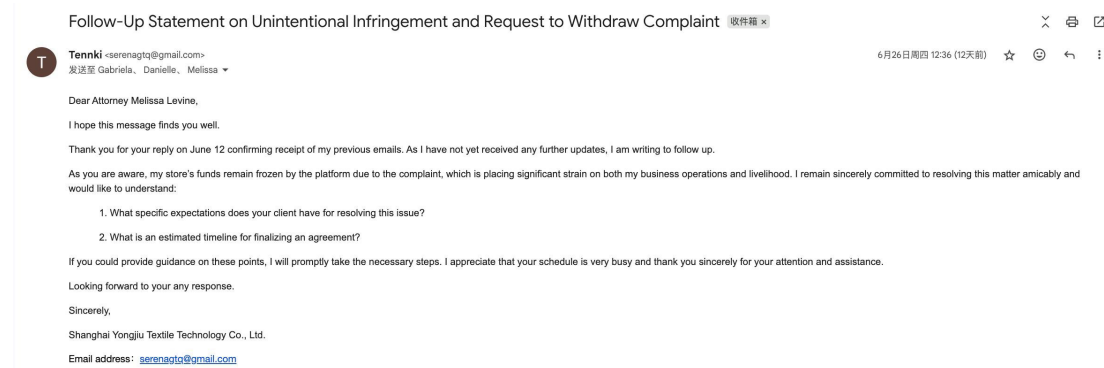 Follow-Up Statement on Unintentional Infringement and Request to Withdraw Complaint 收件箱 ×
T
Tennki <serenagtq@gmail.com>
6月26日周四 12:36 (12天前)
发送至 Gabriela、 Danielle、 Melissa
Dear Attorney Melissa Levine,
I hope this message finds you well.
Thank you for your reply on June 12 confirming receipt of my previous emails. As I have not yet received any further updates, I am writing to follow up.
As you are aware, my store's funds remain frozen by the platform due to the complaint, which is placing significant strain on both my business operations and livelihood. I remain sincerely committed to resolving this matter amicably and
would like to understand:
1. What specific expectations does your client have for resolving this issue?
2. What is an estimated timeline for finalizing an agreement?
If you could provide guidance on these points, I will promptly take the necessary steps. I appreciate that your schedule is very busy and thank you sincerely for your attention and assistance.
Looking forward to your any response.
Sincerely,
Shanghai Yongjiu Textile Technology Co., Ltd.
Email address：serenagtq@gmail.com